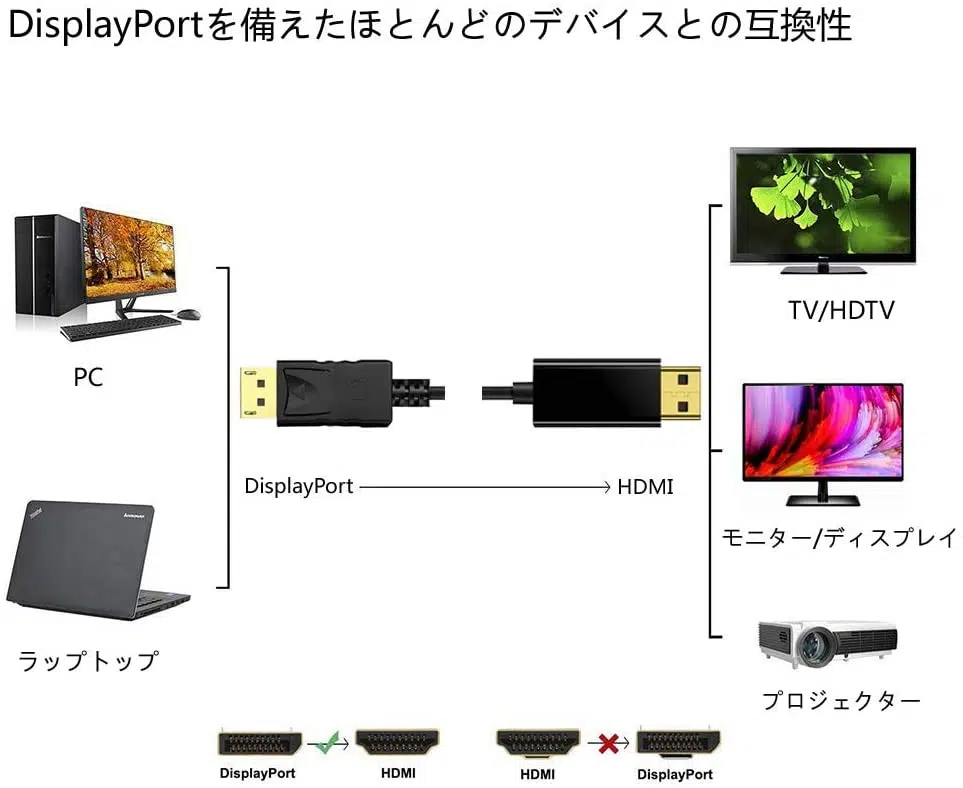 DisplayPortを備えたほとんどのデバイスとの互換性
PC
ラップトップ
DisplayPort
HDMI
TV/HDTV
モニター/ディスプレイ
プロジェクター
DisplayPort
HDMI
HDMI
DisplayPort